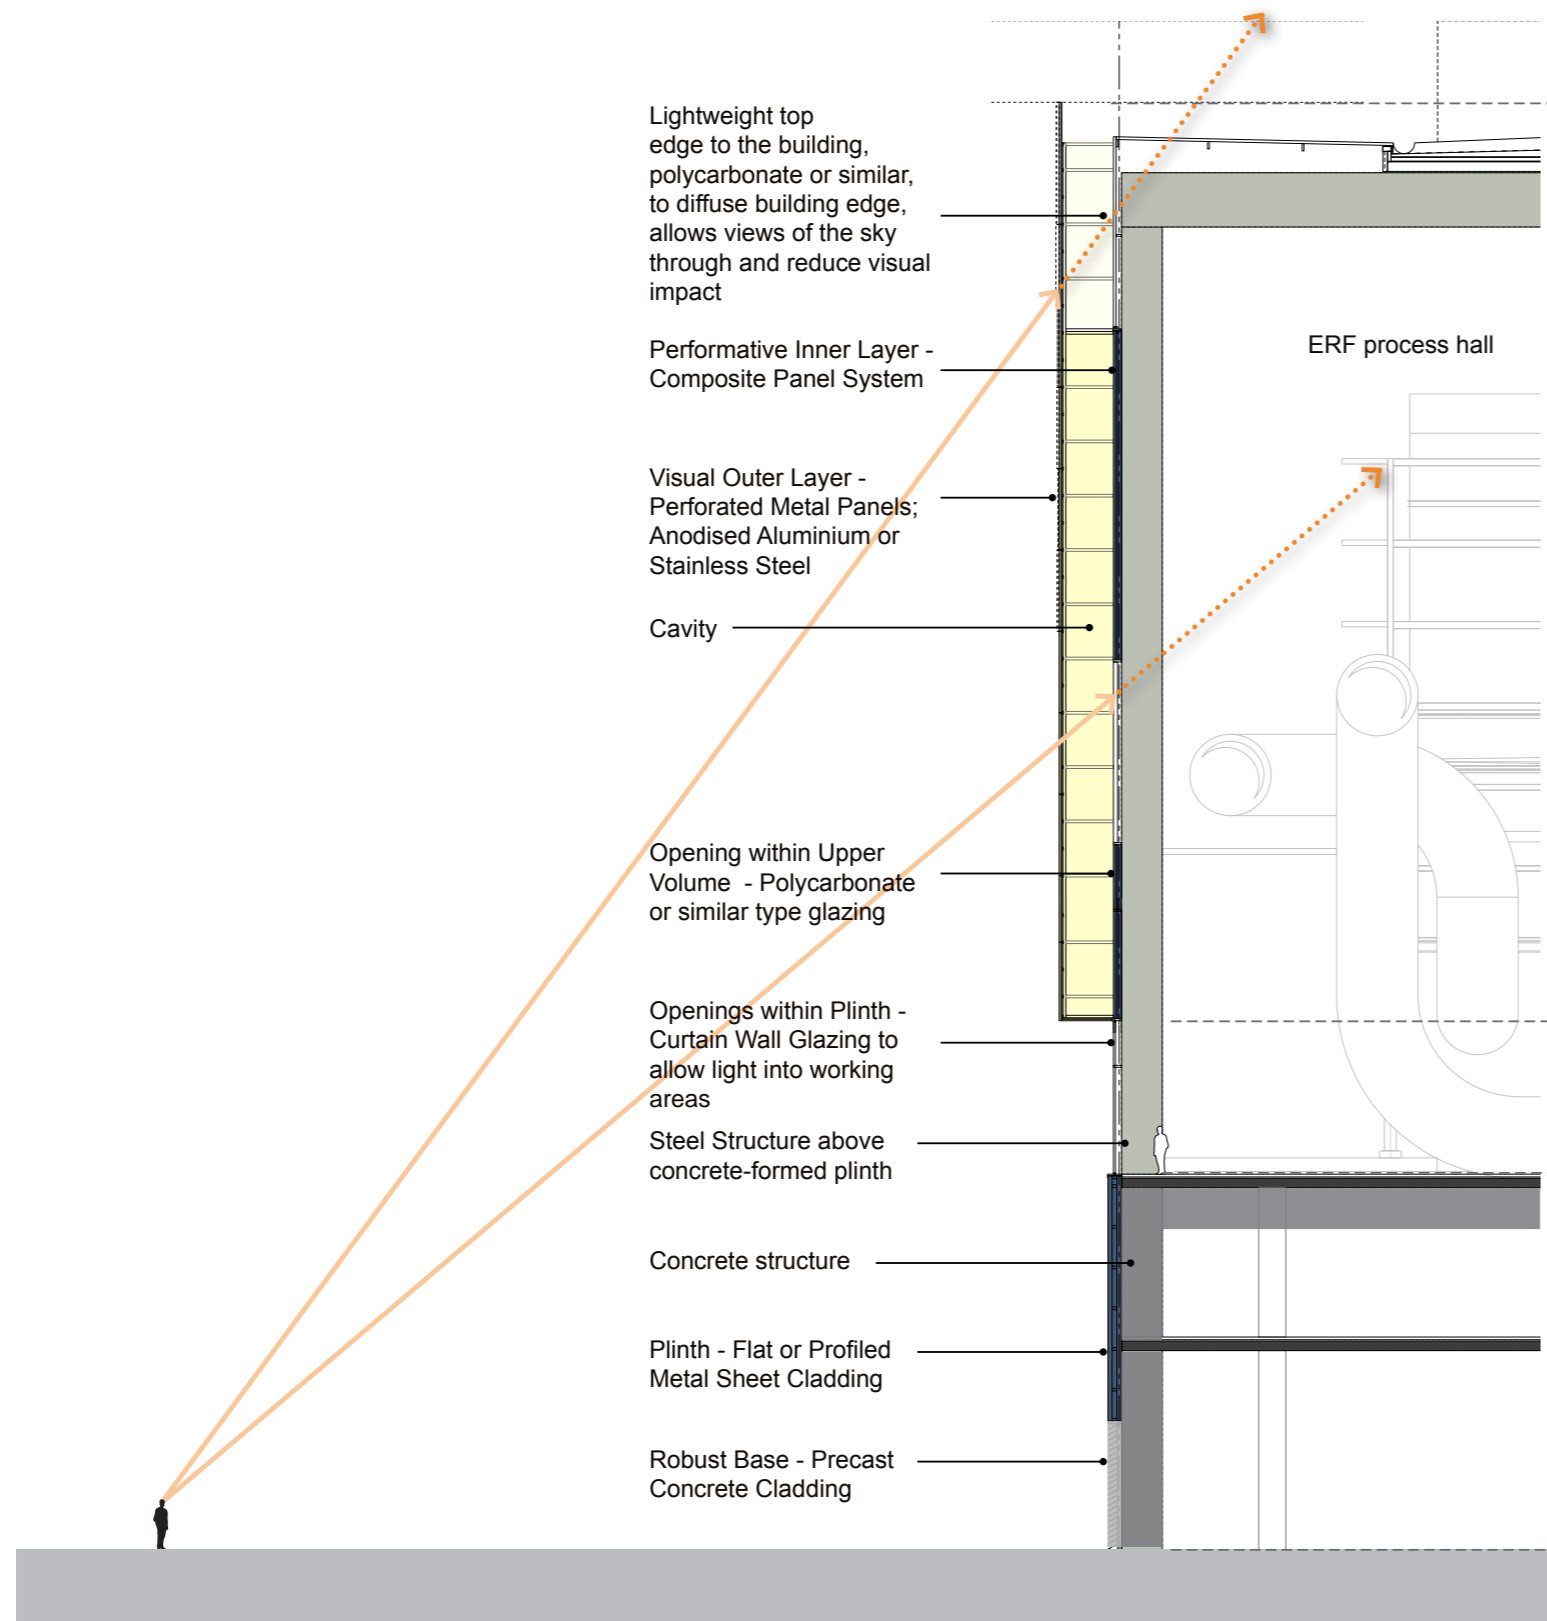 Lightweight top
edge to the building,
polycarbonate or similar,
to diffuse building edge,
allows views of the sky
through and reduce visual
impact
Performative Inner Layer -
Composite Panel System
ERF process hall
Visual Outer Layer -
Perforated Metal Panels;
Anodised Aluminium or
Stainless Steel
Cavity
Opening within Upper
Volume - Polycarbonate
or similar type glazing
Openings within Plinth -
Curtain Wall Glazing to
allow light into working
areas
Steel Structure above
concrete-formed plinth
Concrete structure
Plinth - Flat or Profiled
Metal Sheet Cladding
Robust Base - Precast
Concrete Cladding